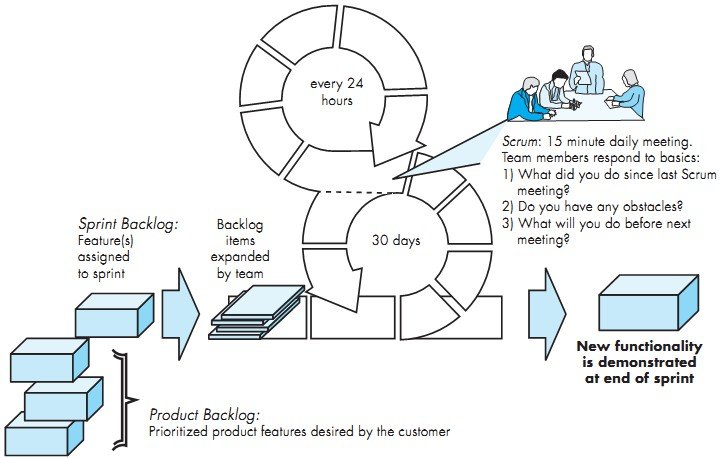 every 24
hours
Scrum: 15 minute daily meeting.
Team members respond to basics:
1) What did you do since last Scrum
meeting?
2) Do you have any obstacles?
3) What will you do before next
meeting?
Sprint Backlog:
Feature(s)
assigned
to sprint
Backlog
items
expanded
by team
30 days
New functionality
is demonstrated
at end of sprint
Product Backlog:
Prioritized product features desired by the customer